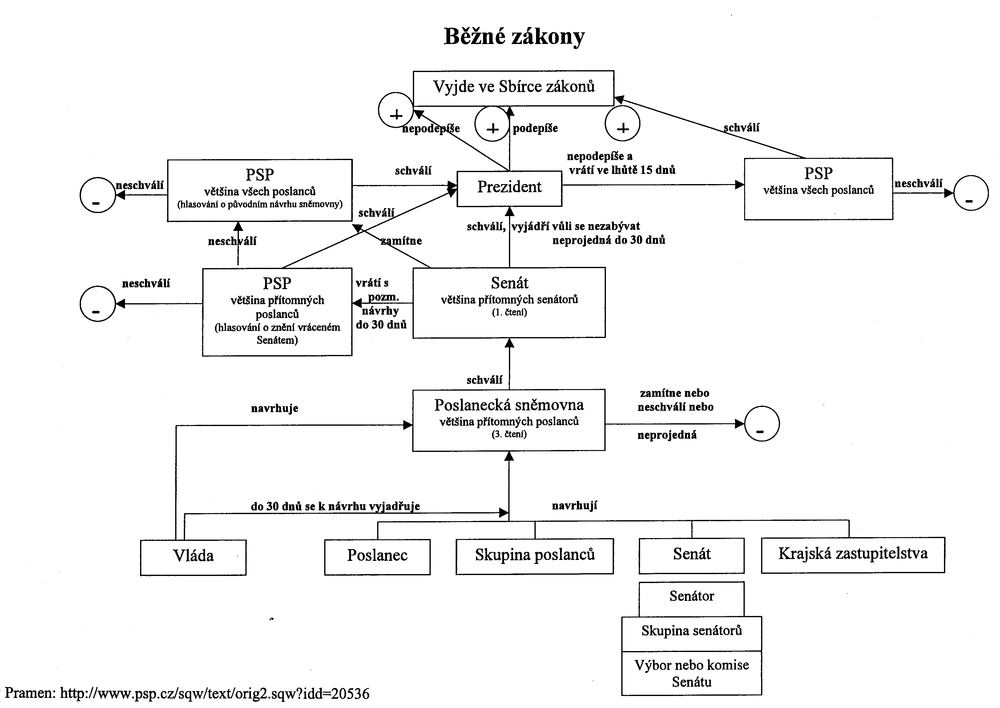 Běžné zákony
Vyjde ve Sbírce zákonů
+
+
+
nepodepíše
podepíše
schválí
nepodepíše a
vrátí ve lhůtě 15 dnů
PSP
většina všech poslanců
(hlasování o původním návrhu sněmovny)
neschválí
-
schválí
Prezident
PSP
většina všech poslanců
neschválí
-
schválí
schválí, vyjádří vůli se nezabývat
neprojedná do 30 dnů
neschválí
zamítne
neschválí
-
PSP
většina přítomných
poslanců
(hlasování o znění vráceném
Senátem)
vrátí s
pozm.
návrhy
do 30 dnů
Senát
většina přítomných senátorů
(1. čtení)
schválí
navrhuje
Poslanecká sněmovna
většina přítomných poslanců
(3. čtení)
zamítne nebo
neschválí nebo
neprojedná
-
do 30 dnů se k návrhu vyjadřuje
navrhují
Vláda
Poslanec
Skupina poslanců
Senát
Krajská zastupitelstva
Senátor
Skupina senátorů
Výbor nebo komise
Senátu
Pramen: http://www.psp.cz/sqw/text/orig2.sqw?idd=20536